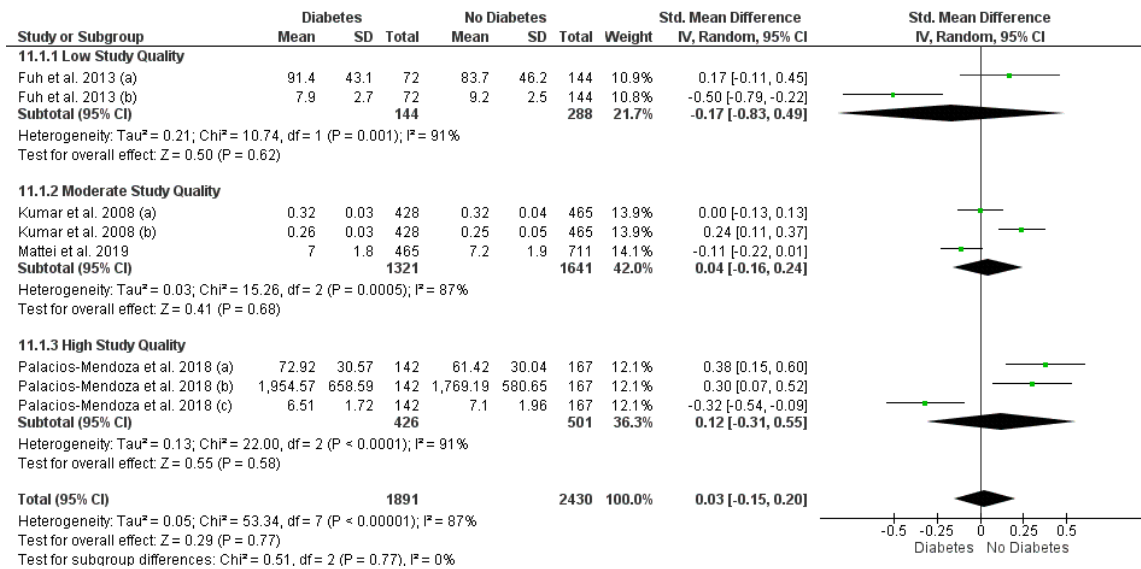 Diabetes No Diabetes Std. Mean Difference Std. Mean Difference
Study or Subgroup Mean SD Total Mean SD Total Weight IV, Random, 95% CI IV, Random, 95% CI
11.1.1 Low Study Quality
Fuh et al. 2013 (a) 91.4 43.1 72 83.7 46.2 144 10.9% 0.17 [-0.11, 0.45]
Fuh et al. 2013 (b) 7.9 2.7 72 9.2 2.5 144 10.8% -0.50 [-0.79, -0.22]
Subtotal (95% CI) 144 288 21.7% -0.17 [-0.83, 0.49]
Heterogeneity: Tau² = 0.21; Chi² = 10.74, df = 1 (P = 0.001); I² = 91%
Test for overall effect: Z = 0.50 (P = 0.62)
11.1.2 Moderate Study Quality
Kumar et al. 2008 (a) 0.32 0.03 428 0.32 0.04 465 13.9% 0.00 [-0.13, 0.13]
Kumar et al. 2008 (b) 0.26 0.03 428 0.25 0.05 465 13.9% 0.24 [0.11, 0.37]
Mattei et al. 2019 7 1.8 465 7.2 1.9 711 14.1% -0.11 [-0.22, 0.01]
Subtotal (95% CI) 1321 1641 42.0% 0.04 [-0.16, 0.24]
Heterogeneity: Tau² = 0.03; Chi² = 15.26, df = 2 (P = 0.0005); I² = 87%
Test for overall effect: Z = 0.41 (P = 0.68)
11.1.3 High Study Quality
Palacios-Mendoza et al. 2018 (a) 72.92 30.57 142 61.42 30.04 167 12.1% 0.38 [0.15, 0.60]
Palacios-Mendoza et al. 2018 (b) 1,954.57 658.59 142 1,769.19 580.65 167 12.1% 0.30 [0.07, 0.52]
Palacios-Mendoza et al. 2018 (c) 6.51 1.72 142 7.1 1.96 167 12.1% -0.32 [-0.54, -0.09]
Subtotal (95% CI) 426 501 36.3% 0.12 [-0.31, 0.55]
Heterogeneity: Tau² = 0.13; Chi² = 22.00, df = 2 (P < 0.0001); I² = 91%
Test for overall effect: Z = 0.55 (P = 0.58)
Total (95% CI) 1891 2430 100.0% 0.03 [-0.15, 0.20]
Heterogeneity: Tau² = 0.05; Chi² = 53.34, df = 7 (P < 0.00001); I² = 87%
Test for overall effect: Z = 0.29 (P = 0.77)
Test for subgroup differences: Chi² = 0.51, df = 2 (P = 0.77), I² = 0%
-0.5 -0.25 0 0.25 0.5
Diabetes No Diabetes